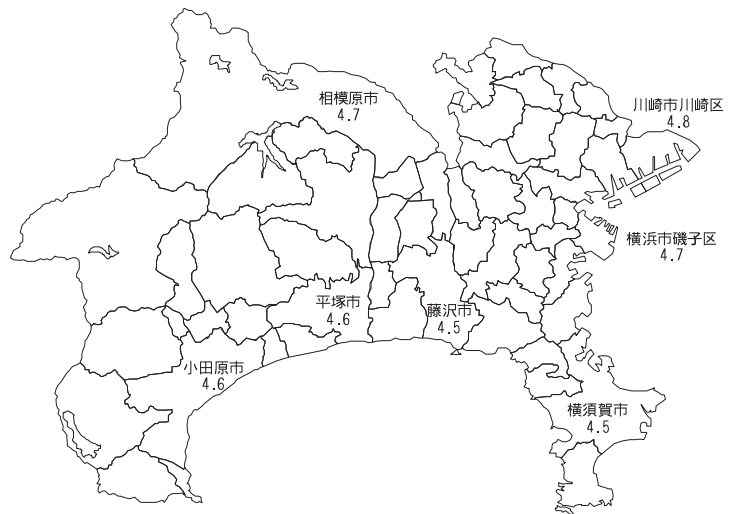 相模原市
4.7
川崎市川崎区
4.8
横浜市磯子区
4.7
平塚市
4.6
藤沢市
4.5
小田原市
4.6
横須賀市
4.5